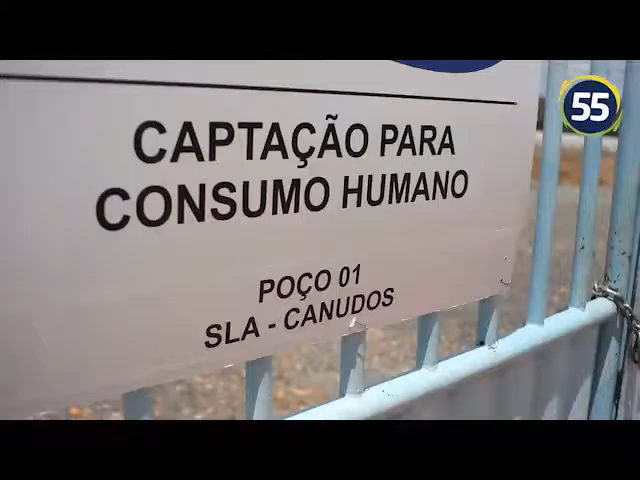 55
CAPTAÇÃO PARA
CONSUMO HUMANO
POÇO 01
SLA - CANUDOS